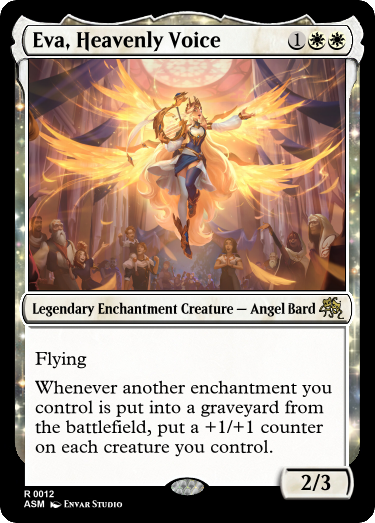 Eva, Heavenly Voice 1
Legendary Enchantment Creature — Angel Bard
Flying
Whenever another enchantment you
control is put into a graveyard from
the battlefield, put a +1/+1 counter
on each creature you control.
2/3
R 0012
ASM Envar Studio